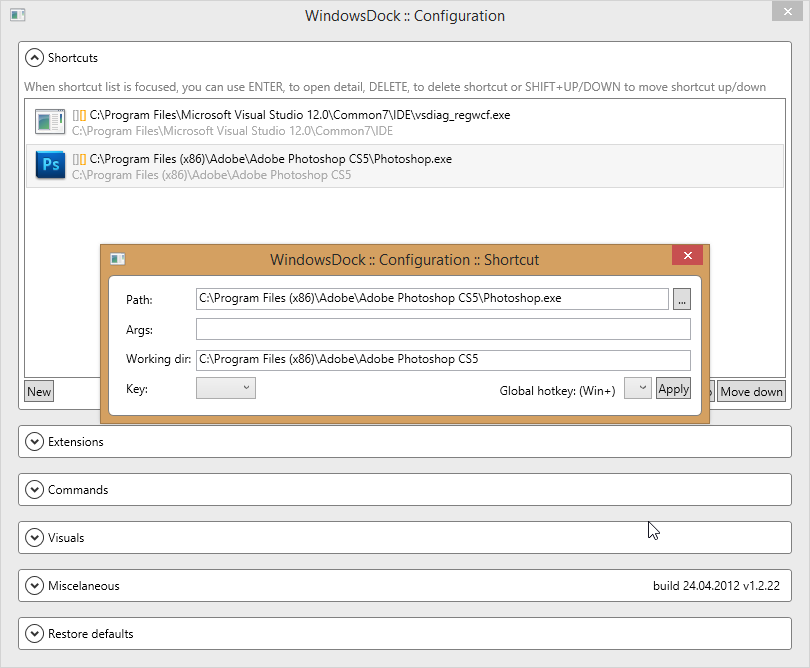 WindowsDock :: Configuration
Shortcuts
When shortcut list is focused, you can use ENTER, to open detail, DELETE, to delete shortcut or SHIFT+UP/DOWN to move shortcut up/down
[][] C:\Program Files\Microsoft Visual Studio 12.0\Common7\IDE\vsdiag_regwcf.exe
C:\Program Files\Microsoft Visual Studio 12.0\Common7\IDE
Ps
[][] C:\Program Files (x86)\Adobe\Adobe Photoshop CS5\Photoshop.exe
C:\Program Files (x86)\Adobe\Adobe Photoshop CS5
WindowsDock :: Configuration :: Shortcut
Path: C:\Program Files (x86)\Adobe\Adobe Photoshop CS5\Photoshop.exe ...
Args:
Working dir: C:\Program Files (x86)\Adobe\Adobe Photoshop CS5
Key: Global hotkey: (Win+) Apply
New Move down
Extensions
Commands
Visuals
Miscellaneous build 24.04.2012 v1.2.22
Restore defaults